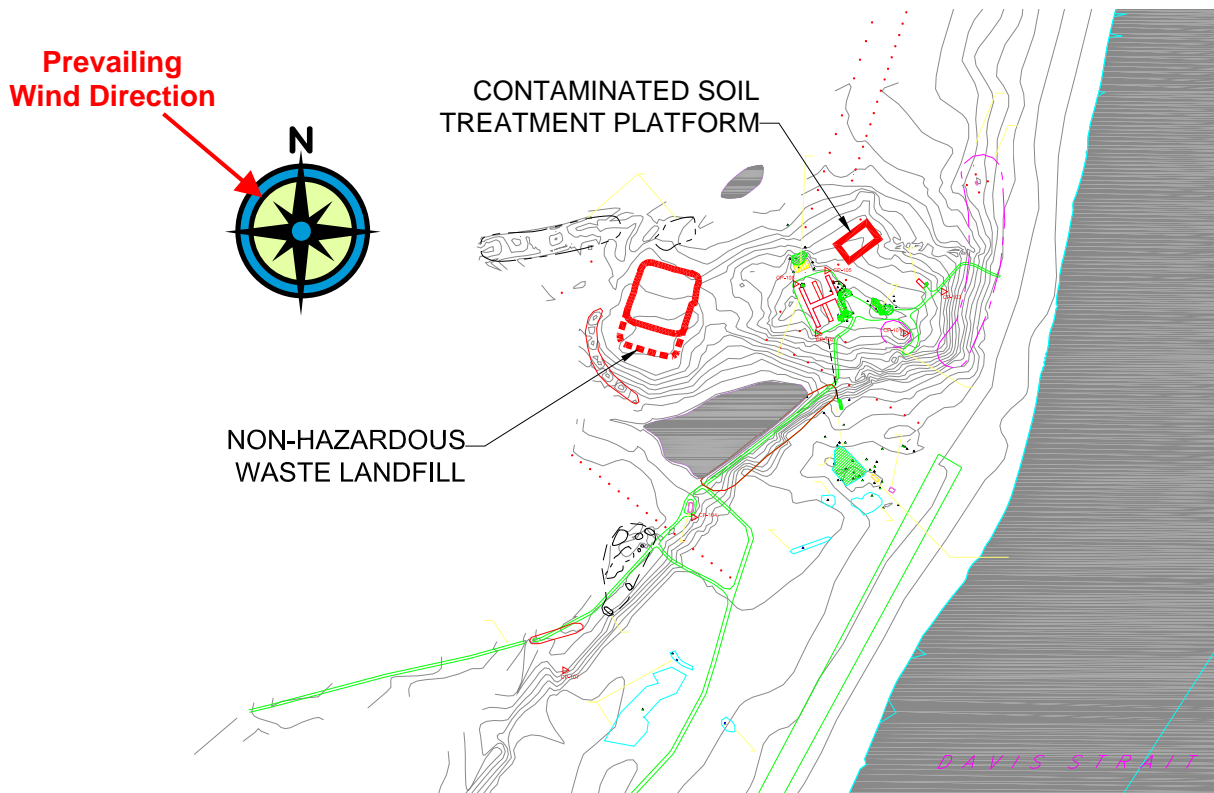 Prevailing
Wind Direction
N
CONTAMINATED SOIL
TREATMENT PLATFORM
NON-HAZARDOUS
WASTE LANDFILL
DAVIS STRAIT